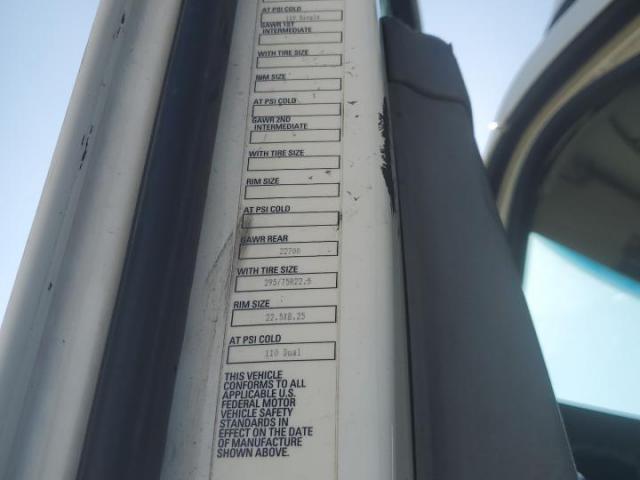 AT PSI COLD
110 Single
GAWR 1ST
INTERMEDIATE
WITH TIRE SIZE
RIM SIZE
AT PSI COLD
GAWR 2ND
INTERMEDIATE
WITH TIRE SIZE
RIM SIZE
AT PSI COLD
GAWR REAR
22700
WITH TIRE SIZE
295/75R22.5
RIM SIZE
22.5X8.25
AT PSI COLD
110 Dual
THIS VEHICLE
CONFORMS TO ALL
APPLICABLE U.S.
FEDERAL MOTOR
VEHICLE SAFETY
STANDARDS IN
EFFECT ON THE DATE
OF MANUFACTURE
SHOWN ABOVE.